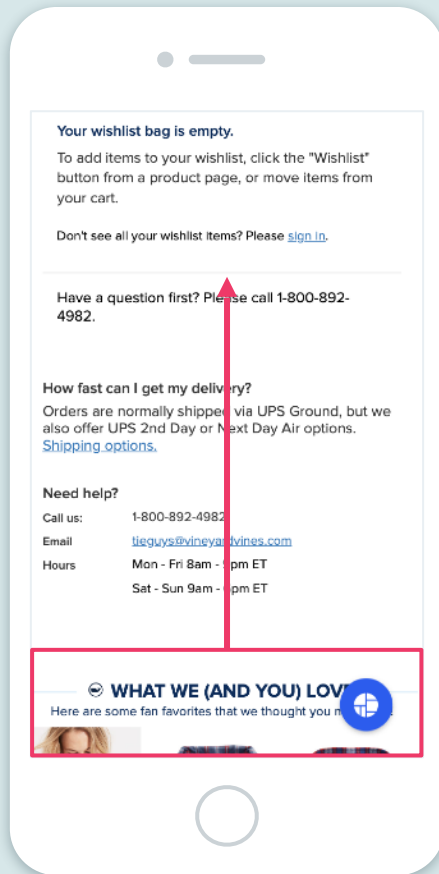 Your wishlist bag is empty.
To add items to your wishlist, click the "Wishlist"
button from a product page, or move items from
your cart.
Don't see all your wishlist items? Please sign in.
Have a question first? Please call 1-800-892-
4982.
How fast can I get my delivery?
Orders are normally shipped via UPS Ground, but we
also offer UPS 2nd Day or Next Day Air options.
Shipping options.
Need help?
Call us: 1-800-892-4982
Email tieguys@vineyardvines.com
Hours Mon - Fri 8am - pm ET
Sat - Sun 9am - pm ET
WHAT WE (AND YOU)
Here are some fan favorites that we thought you